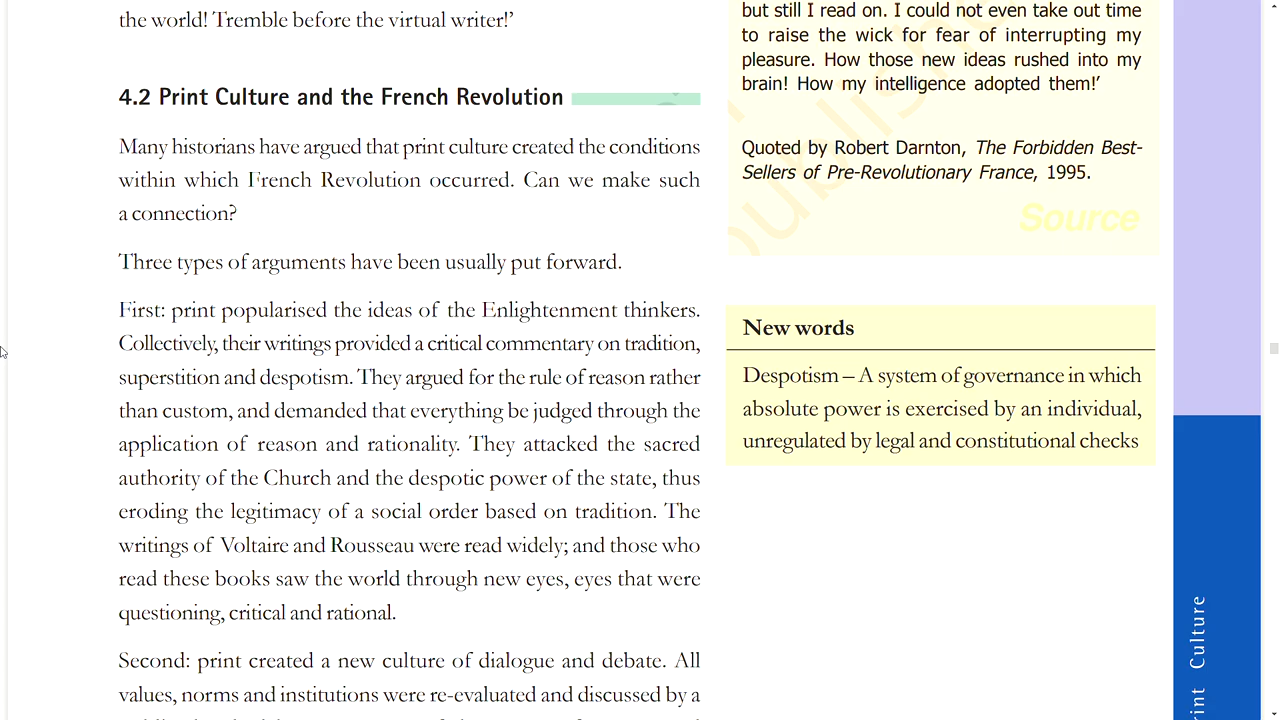 the world! Tremble before the virtual writer!’
4.2 Print Culture and the French Revolution
Many historians have argued that print culture created the conditions
within which French Revolution occurred. Can we make such
a connection?
Three types of arguments have been usually put forward.
First: print popularised the ideas of the Enlightenment thinkers.
Collectively, their writings provided a critical commentary on tradition,
superstition and despotism. They argued for the rule of reason rather
than custom, and demanded that everything be judged through the
application of reason and rationality. They attacked the sacred
authority of the Church and the despotic power of the state, thus
eroding the legitimacy of a social order based on tradition. The
writings of Voltaire and Rousseau were read widely; and those who
read these books saw the world through new eyes, eyes that were
questioning, critical and rational.
Second: print created a new culture of dialogue and debate. All
values, norms and institutions were re-evaluated and discussed by a
but still I read on. I could not even take out time
to raise the wick for fear of interrupting my
pleasure. How those new ideas rushed into my
brain! How my intelligence adopted them!’
Quoted by Robert Darnton, The Forbidden Best-
Sellers of Pre-Revolutionary France, 1995.
Source
New words
Despotism – A system of governance in which
absolute power is exercised by an individual,
unregulated by legal and constitutional checks
Culture